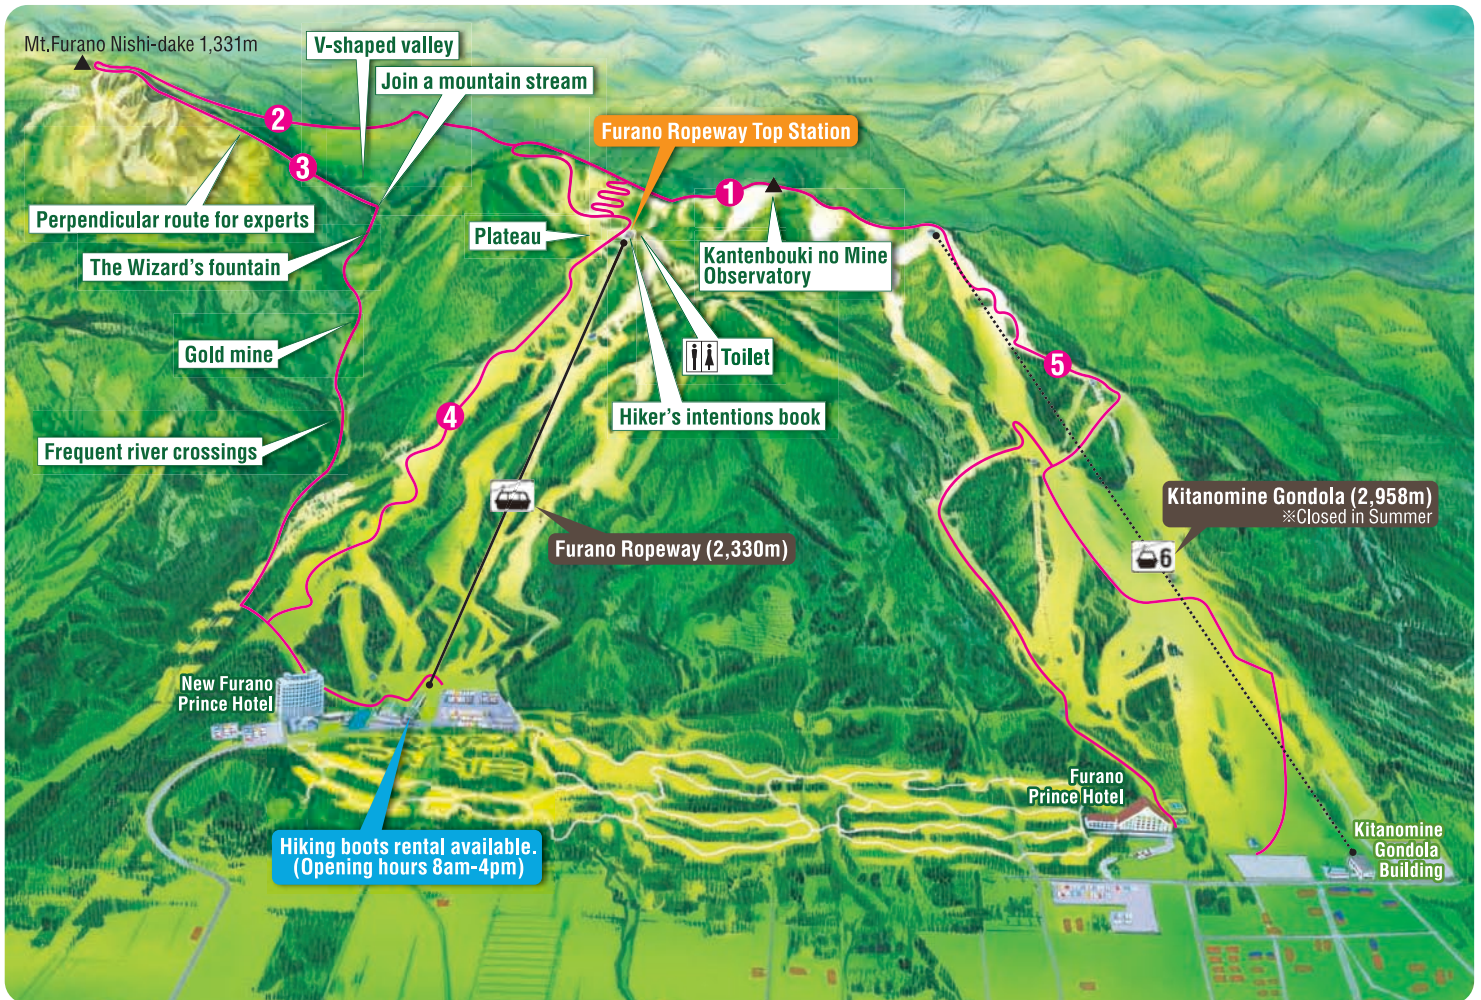 Mt.Furano Nishi-dake 1,331m
V-shaped valley
Join a mountain stream
2
Furano Ropeway Top Station
3
1
Perpendicular route for experts
Plateau
Kantenbouki no Mine
Observatory
The Wizard's fountain
Gold mine
Toilet
5
Hiker's intentions book
4
Frequent river crossings
Kitanomine Gondola (2,958m)
※Closed in Summer
Furano Ropeway (2,330m)
6
New Furano
Prince Hotel
Furano
Prince Hotel
Hiking boots rental available.
(Opening hours 8am-4pm)
Kitanomine
Gondola
Building